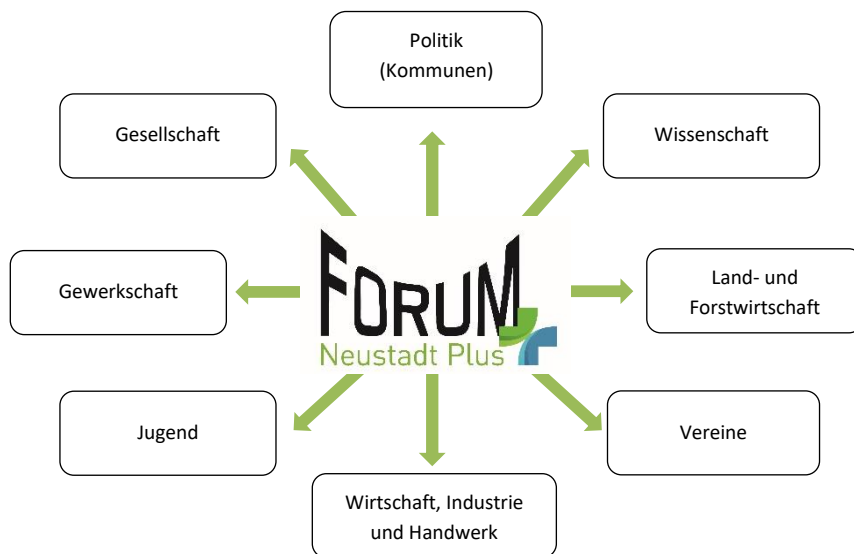 Politik
(Kommunen)
Gesellschaft
Wissenschaft
Gewerkschaft
FORUM
Neustadt Plus
Land- und
Forstwirtschaft
Jugend
Vereine
Wirtschaft, Industrie
und Handwerk